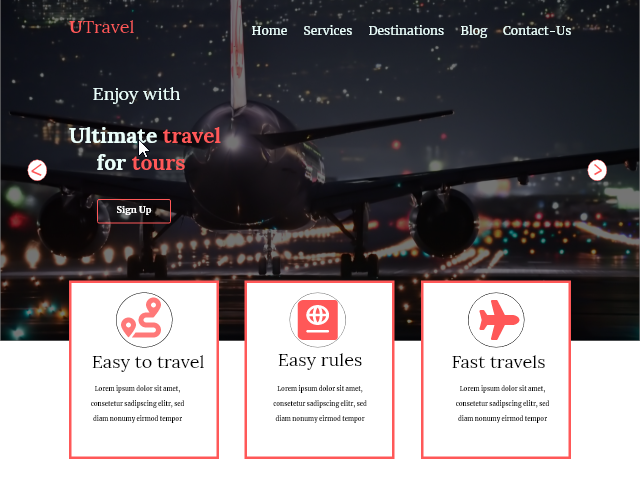 UTravel
Home Services Destinations Blog Contact-Us
Enjoy with
Ultimate travel
for tours
Sign Up
Easy to travel
Lorem ipsum dolor sit amet,
consetetur sadipscing elitr, sed
diam nonumy eirmod tempor
Easy rules
Lorem ipsum dolor sit amet,
consetetur sadipscing elitr, sed
diam nonumy eirmod tempor
Fast travels
Lorem ipsum dolor sit amet,
consetetur sadipscing elitr, sed
diam nonumy eirmod tempor